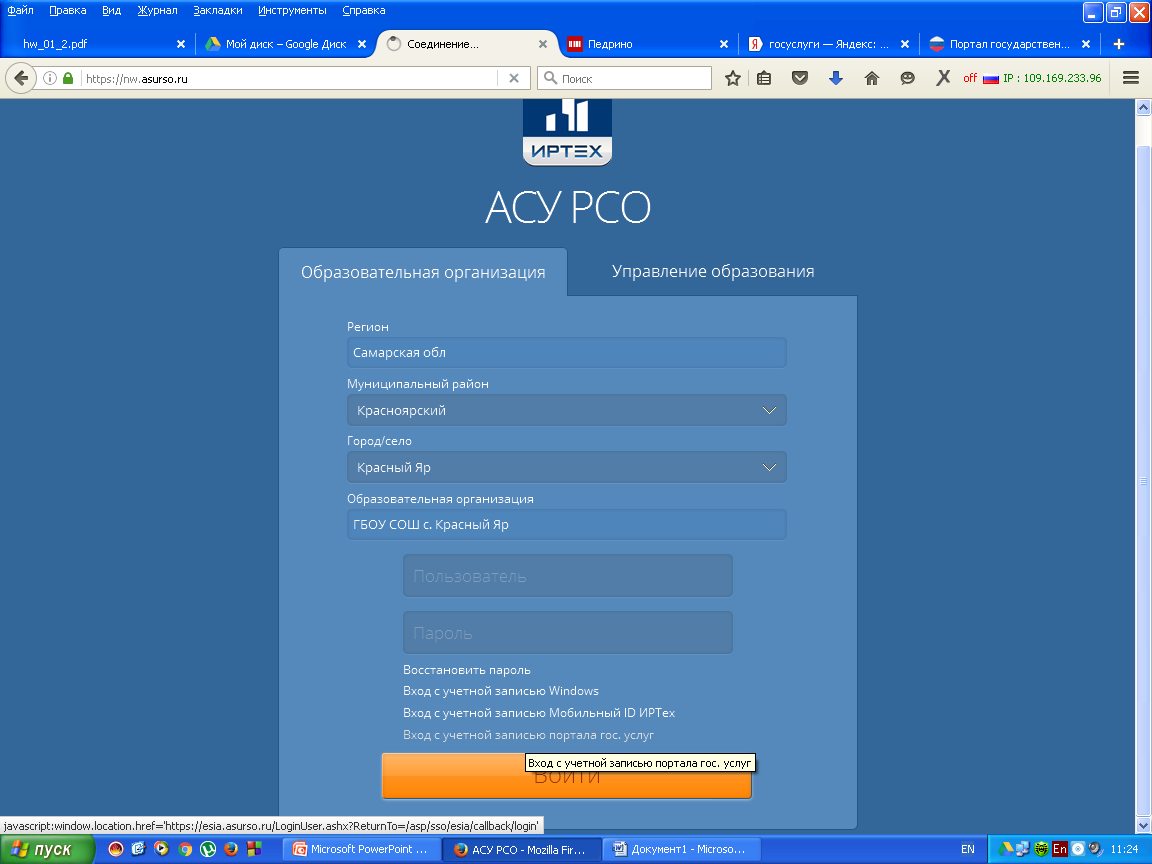 Файл Правка Вид Журнал Закладки Инструменты Справка
hw_01_2.pdf
Мой диск – Google Диск
Соединение...
Педрино
госуслуги — Яндекс: ...
Портал государствен...
https://nw.asurso.ru
Поиск
off
IP : 109.169.233.96
ИРТЕХ
АСУ РСО
Образовательная организация
Управление образования
Регион
Самарская обл
Муниципальный район
Красноярский
Город/село
Красный Яр
Образовательная организация
ГБОУ СОШ с. Красный Яр
Пользователь
Пароль
Восстановить пароль
Вход с учетной записью Windows
Вход с учетной записью Мобильный ID ИРТех
Вход с учетной записью портала гос. услуг
Вход с учетной записью портала гос. услуг
Войти
javascript:window.location.href='https://esia.asurso.ru/LoginUser.ashx?ReturnTo=/asp/sso/esia/callback/login'
пуск
Microsoft PowerPoint ...
АСУ РСО - Mozilla Fir...
Документ1 - Microso...
EN
En
11:24